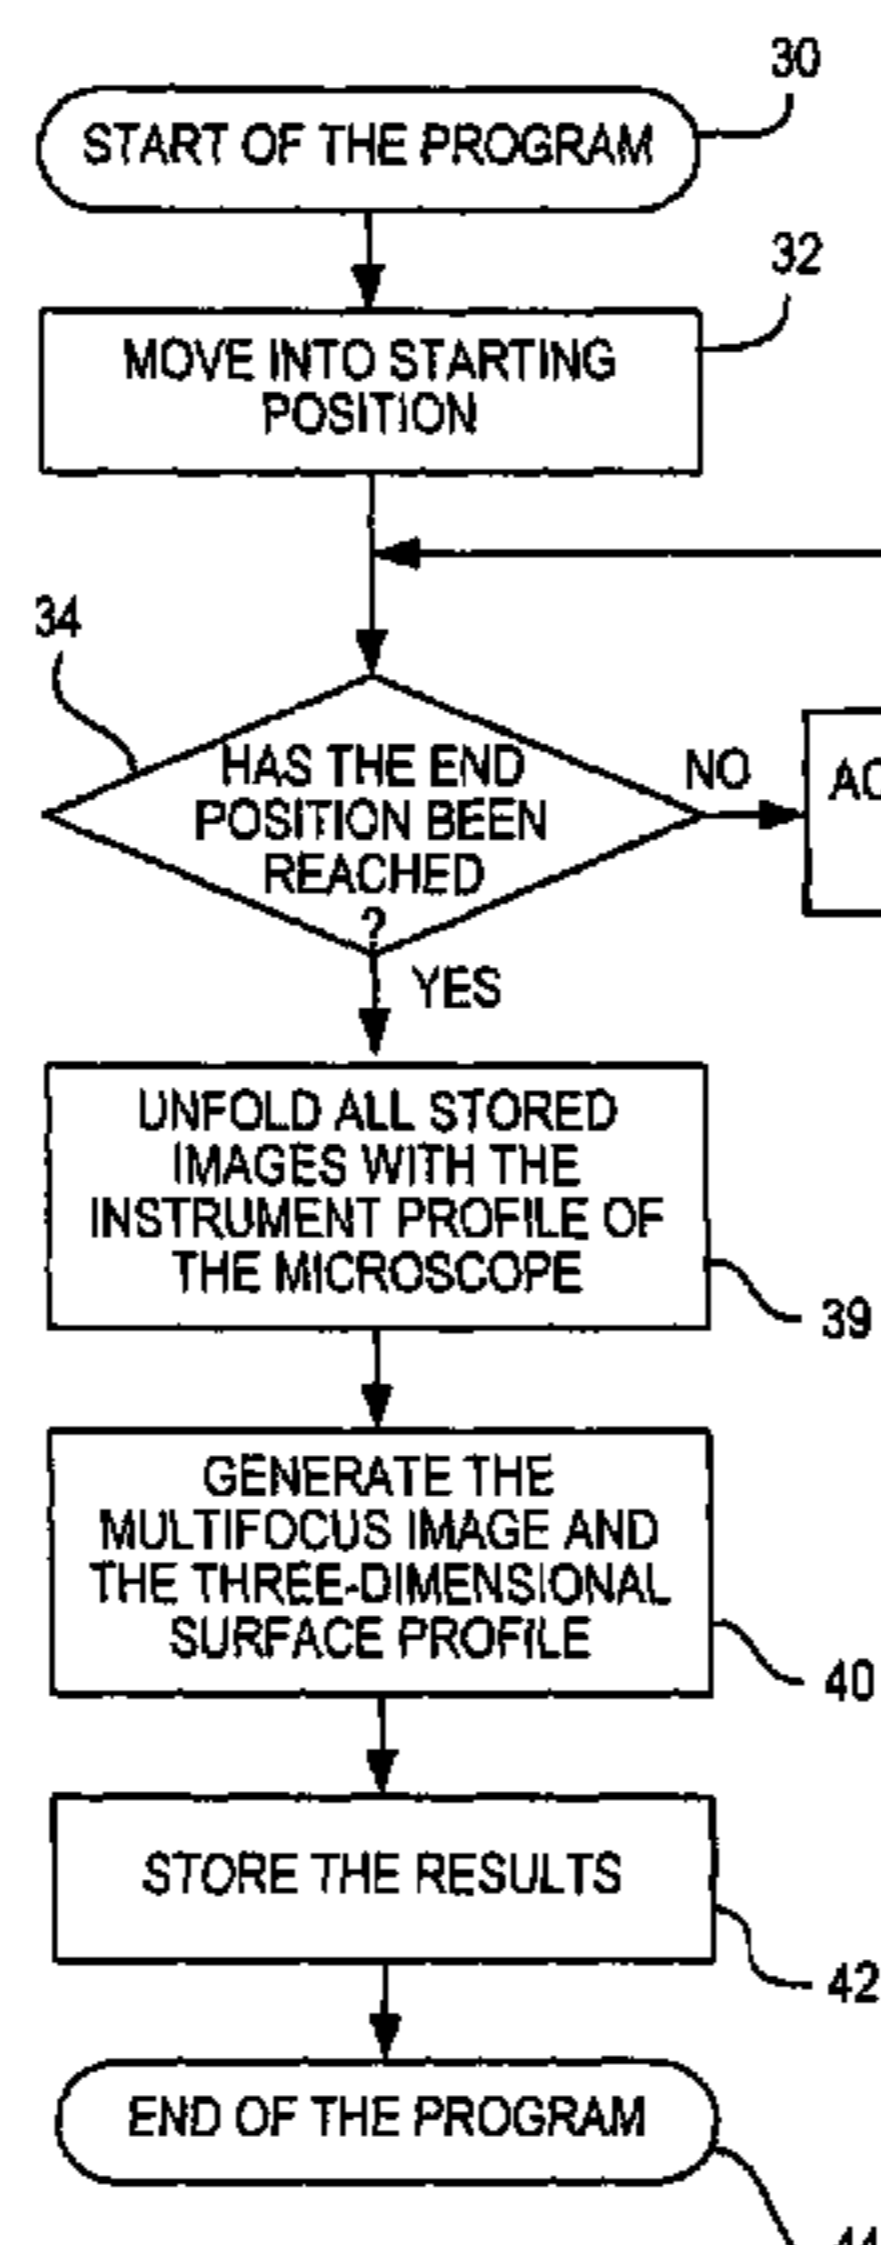 30
START OF THE PROGRAM
32
MOVE INTO STARTING
POSITION
34
HAS THE END
POSITION BEEN
REACHED
?
NO
YES
UNFOLD ALL STORED
IMAGES WITH THE
INSTRUMENT PROFILE OF
THE MICROSCOPE
39
GENERATE THE
MULTIFOCUS IMAGE AND
THE THREE-DIMENSIONAL
SURFACE PROFILE
40
STORE THE RESULTS
42
END OF THE PROGRAM